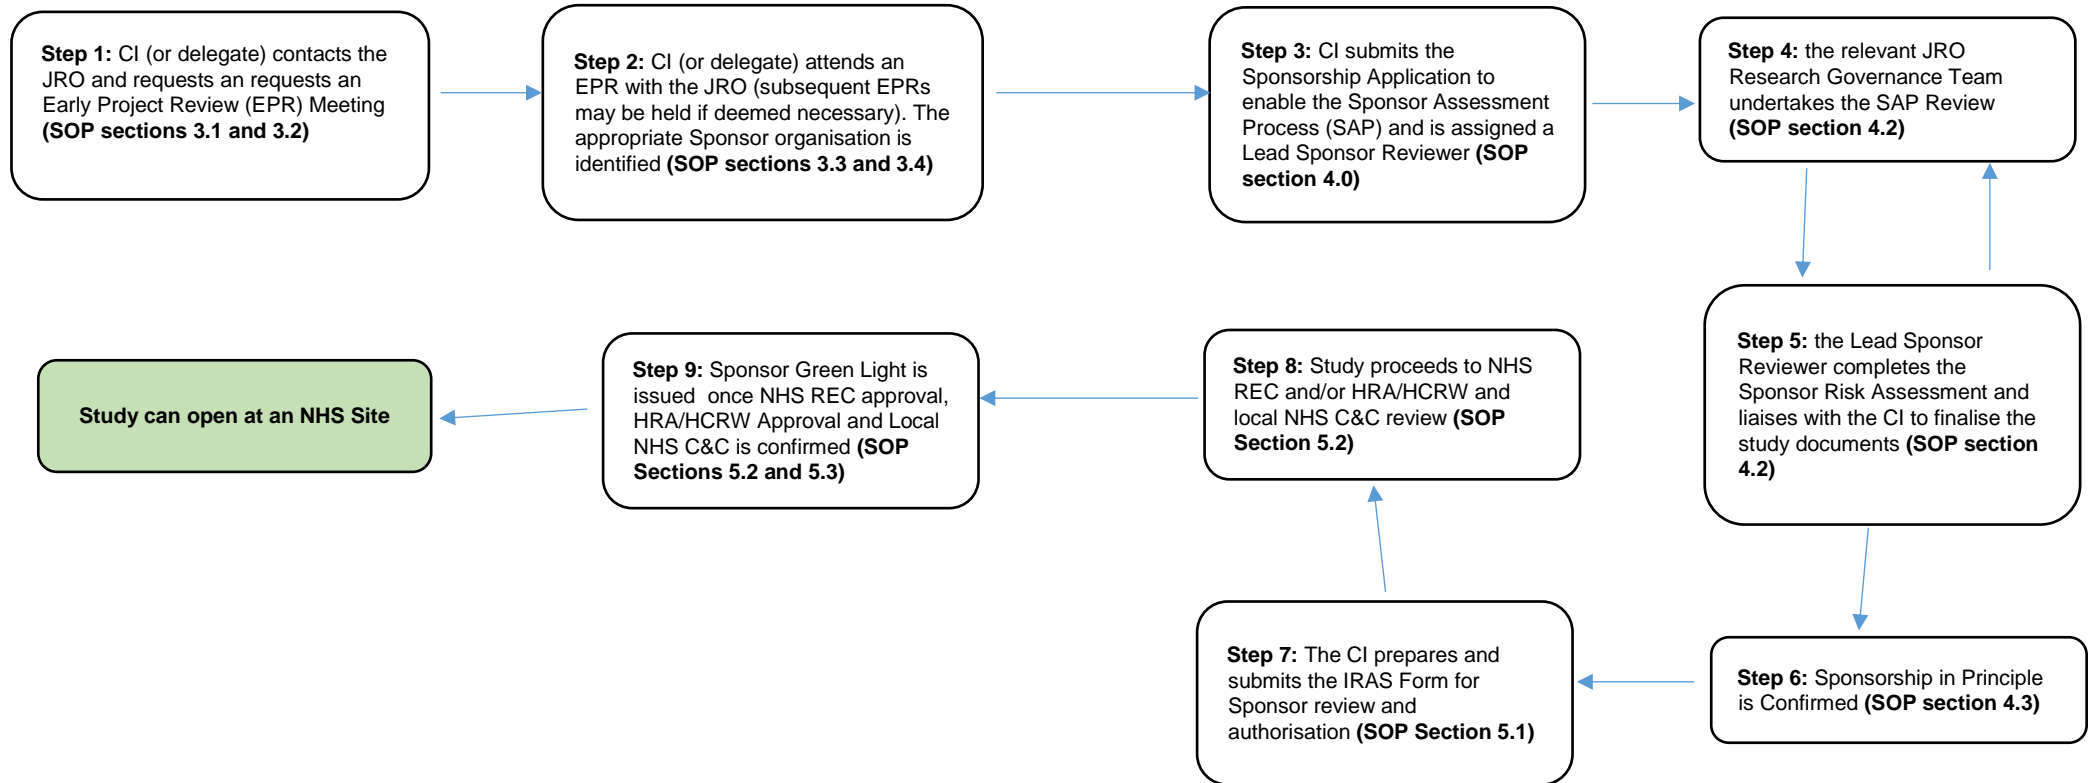 Step 1: CI (or delegate) contacts the
JRO and requests an requests an
Early Project Review (EPR) Meeting
(SOP sections 3.1 and 3.2)
Step 2: CI (or delegate) attends an
EPR with the JRO (subsequent EPRs
may be held if deemed necessary). The
appropriate Sponsor organisation is
identified (SOP sections 3.3 and 3.4)
Step 3: CI submits the
Sponsorship Application to
enable the Sponsor Assessment
Process (SAP) and is assigned a
Lead Sponsor Reviewer (SOP
section 4.0)
Step 4: the relevant JRO
Research Governance Team
undertakes the SAP Review
(SOP section 4.2)
Step 5: the Lead Sponsor
Reviewer completes the
Sponsor Risk Assessment and
liaises with the CI to finalise the
study documents (SOP section
4.2)
Step 6: Sponsorship in Principle
is Confirmed (SOP section 4.3)
Step 7: The CI prepares and
submits the IRAS Form for
Sponsor review and
authorisation (SOP Section 5.1)
Step 8: Study proceeds to NHS
REC and/or HRA/HCRW and
local NHS C&C review (SOP
Section 5.2)
Step 9: Sponsor Green Light is
issued once NHS REC approval,
HRA/HCRW Approval and Local
NHS C&C is confirmed (SOP
Sections 5.2 and 5.3)
Study can open at an NHS Site